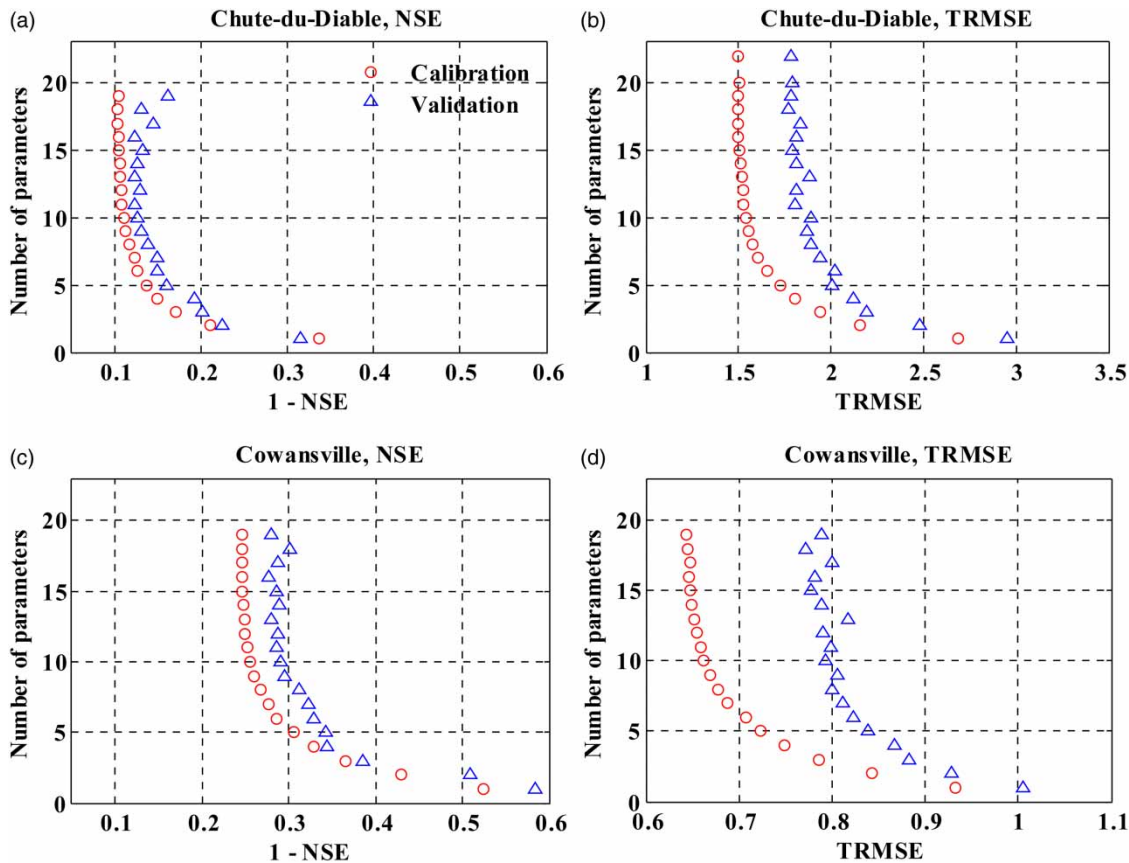 (a)
Chute-du-Diable, NSE
Number of parameters
20
15
10
5
0
0.1 0.2 0.3 0.4 0.5 0.6
1 - NSE
Calibration
Validation
(b)
Chute-du-Diable, TRMSE
Number of parameters
20
15
10
5
0
1 1.5 2 2.5 3 3.5
TRMSE
(c)
Cowansville, NSE
Number of parameters
20
15
10
5
0
0.1 0.2 0.3 0.4 0.5 0.6
1 - NSE
(d)
Cowansville, TRMSE
Number of parameters
20
15
10
5
0
0.6 0.7 0.8 0.9 1 1.1
TRMSE